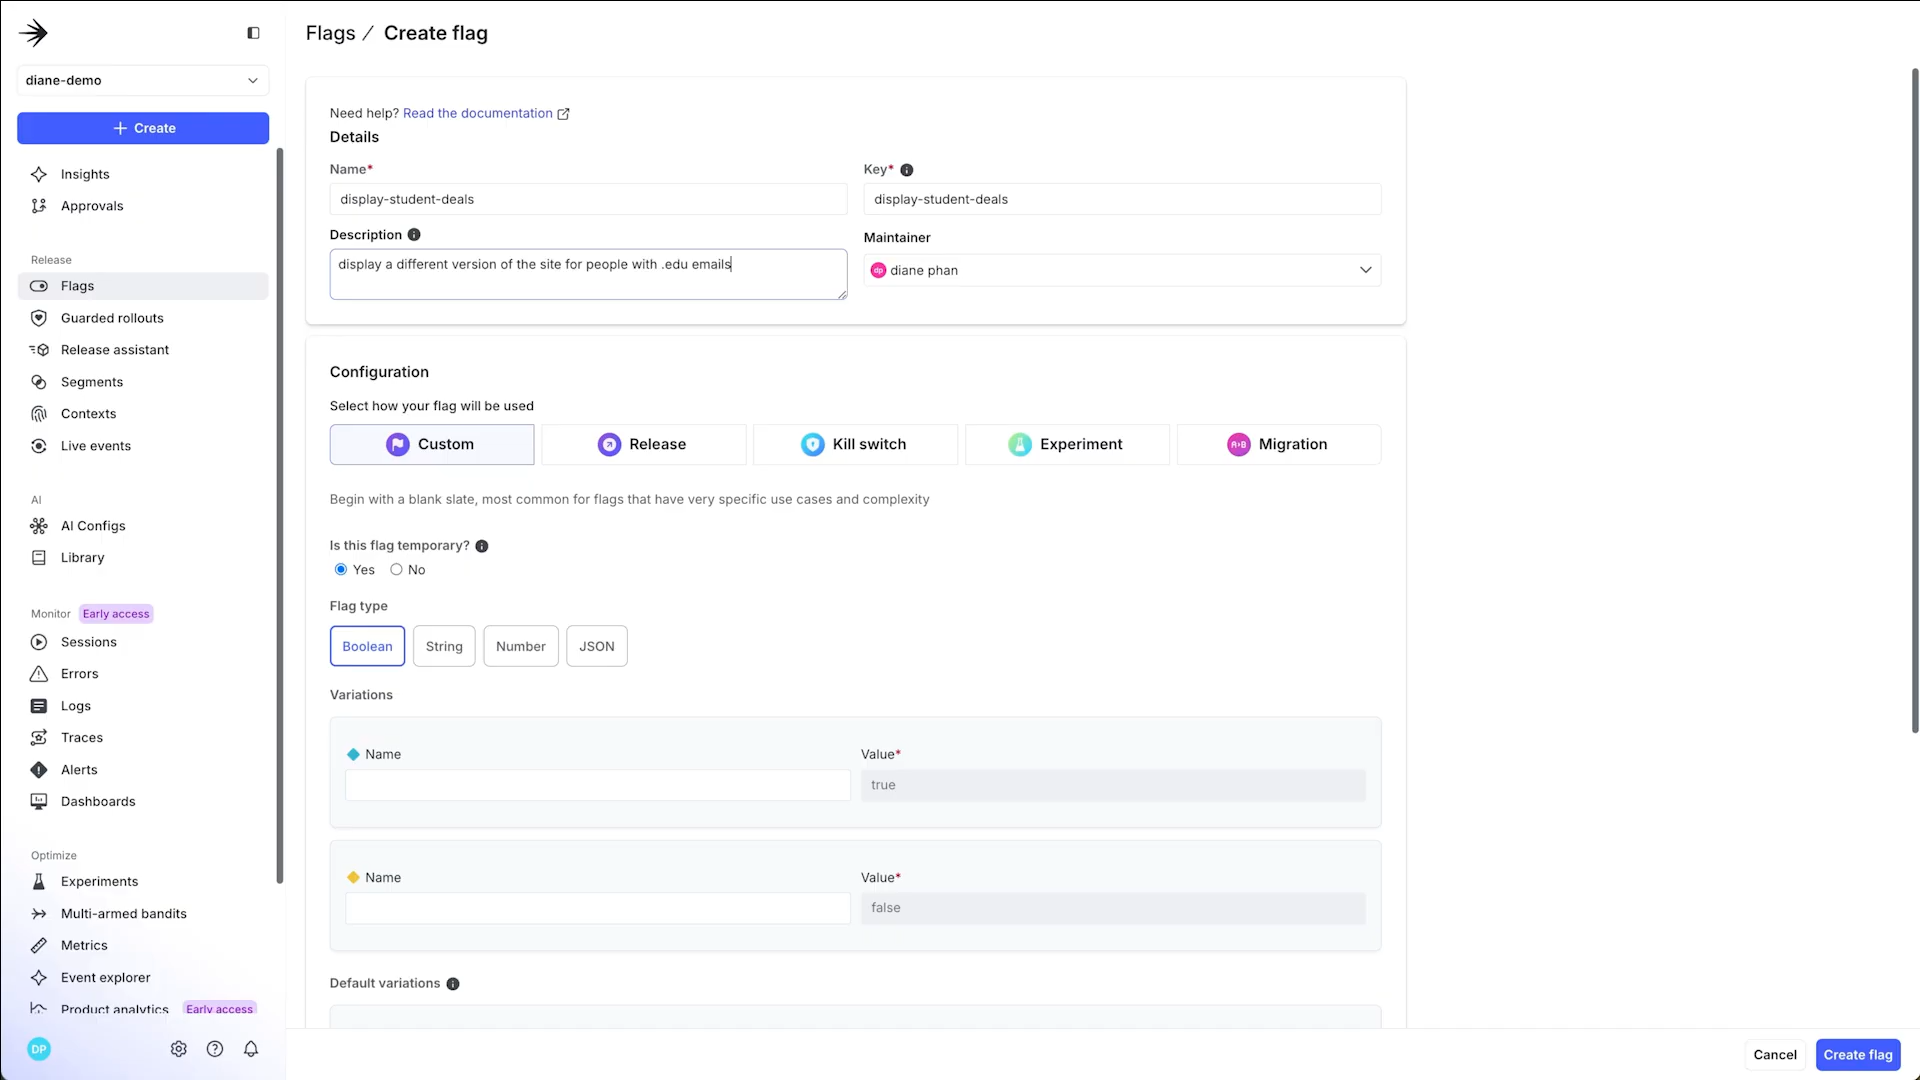 diane-demo
Create
Insights
Approvals
Release
Flags
Guarded rollouts
Release assistant
Segments
Contexts
Live events
AI
AI Configs
Library
Monitor Early access
Sessions
Errors
Logs
Traces
Alerts
Dashboards
Optimize
Experiments
Multi-armed bandits
Metrics
Event explorer
Product analytics Early access
DP
Flags / Create flag
Need help? Read the documentation
Details
Name* Key*
display-student-deals display-student-deals
Description Maintainer
display a different version of the site for people with .edu emails
dp diane phan
Configuration
Select how your flag will be used
Custom Release Kill switch Experiment A›B Migration
Begin with a blank slate, most common for flags that have very specific use cases and complexity
Is this flag temporary?
Yes No
Flag type
Boolean String Number JSON
Variations
Name Value*
true
Name Value*
false
Default variations
Cancel Create flag